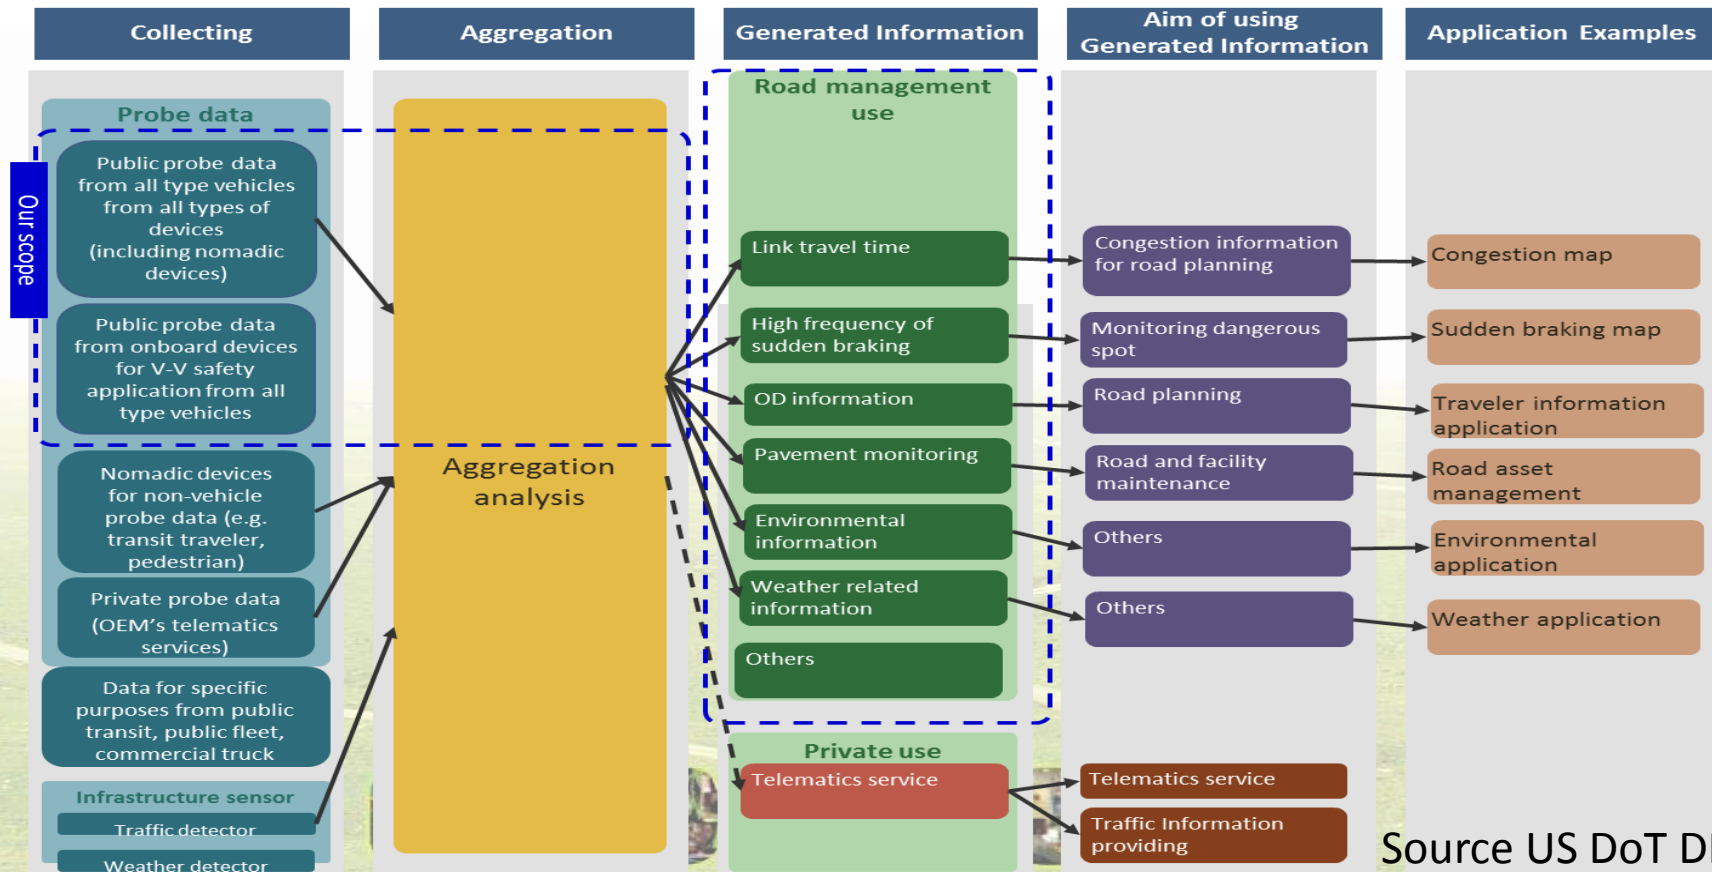 Collecting
Aggregation
Generated Information
Aim of using
Generated Information
Application Examples
Our scope
Probe data
Public probe data
from all type vehicles
from all types of
devices
(including nomadic
devices)
Public probe data
from onboard devices
for V-V safety
application from all
type vehicles
Nomadic devices
for non-vehicle
probe data (e.g.
transit traveler,
pedestrian)
Private probe data
(OEM's telematics
services)
Data for specific
purposes from public
transit, public fleet,
commercial truck
Infrastructure sensor
Traffic detector
Weather detector
Aggregation
analysis
Road management
use
Link travel time
High frequency of
sudden braking
OD information
Pavement monitoring
Environmental
information
Weather related
information
Others
Private use
Telematics service
Congestion information
for road planning
Monitoring dangerous
spot
Road planning
Road and facility
maintenance
Others
Others
Telematics service
Traffic Information
providing
Congestion map
Sudden braking map
Traveler information
application
Road asset
management
Environmental
application
Weather application
Source US DoT